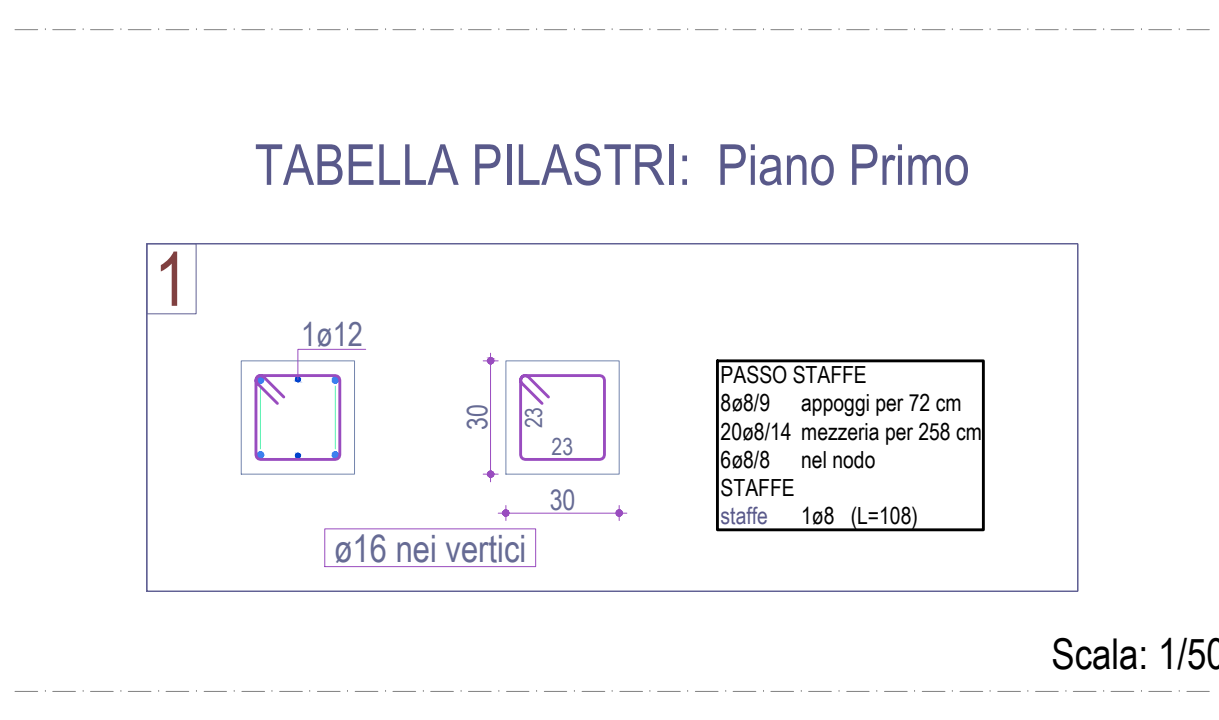 TABELLA PILASTRI: Piano Primo
1
1ø12
30
23
23
30
ø16 nei vertici
PASSO STAFFE
8ø8/9 appoggi per 72 cm
20ø8/14 mezzeria per 258 cm
6ø8/8 nel nodo
STAFFE
staffe 1ø8 (L=108)
Scala: 1/50